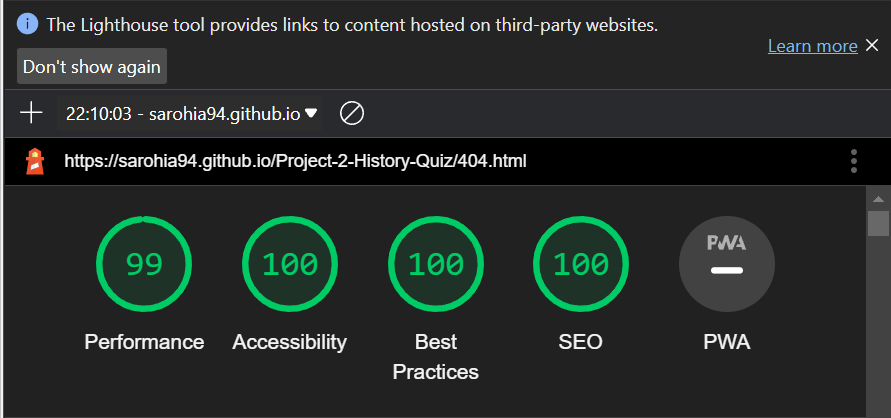 The Lighthouse tool provides links to content hosted on third-party websites.
Learn more
Don't show again
22:10:03 - sarohia94.github.io
https://sarohia94.github.io/Project-2-History-Quiz/404.html
99
100
100
100
PWA
Performance
Accessibility
Best
Practices
SEO
PWA